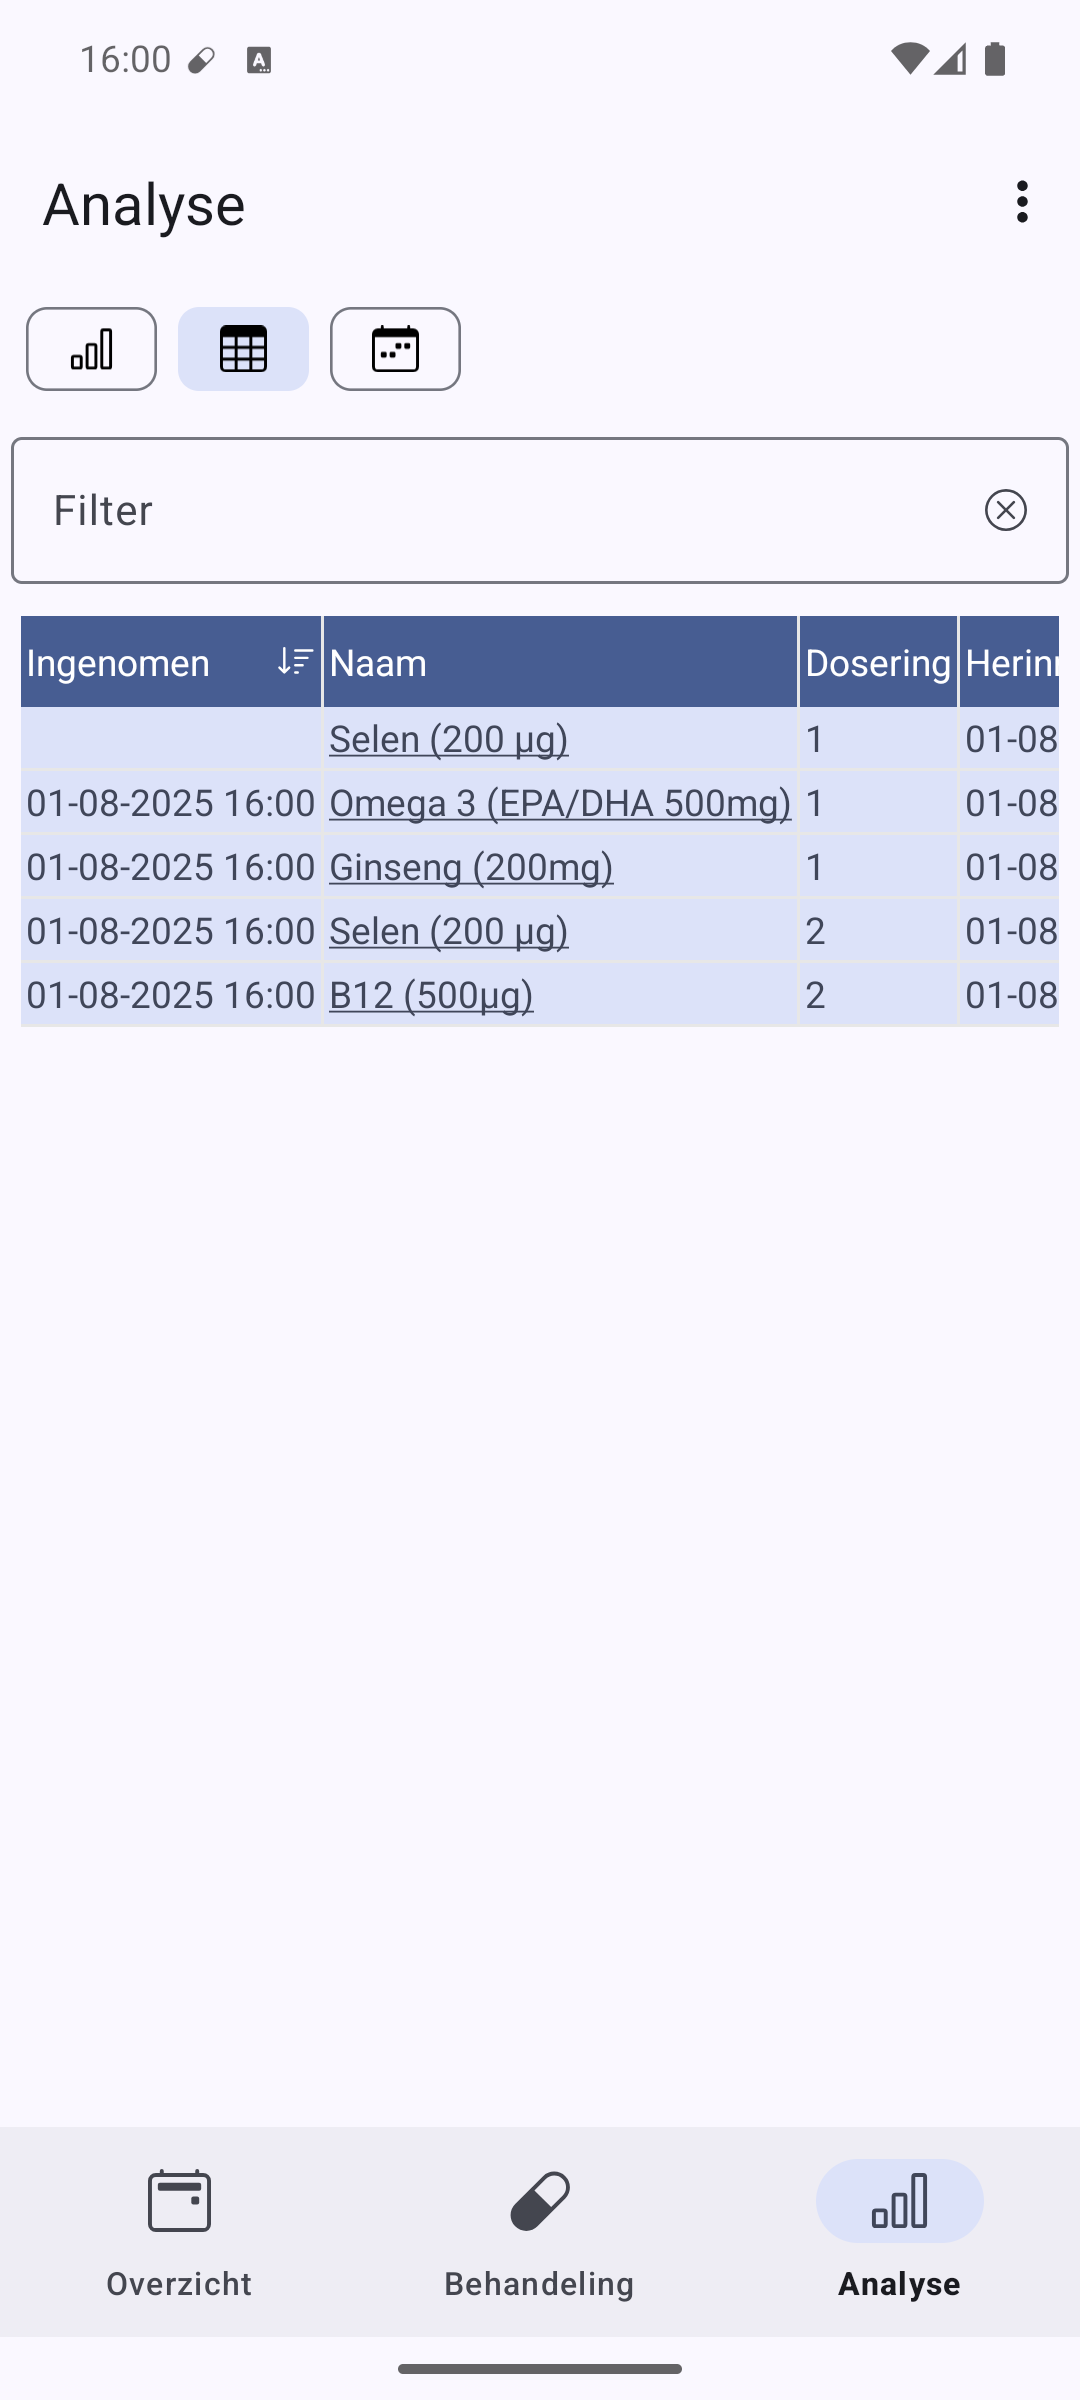 16:00
Analyse
Filter
Ingenomen Naam Dosering Herinn
Selen (200 µg) 1 01-08
01-08-2025 16:00 Omega 3 (EPA/DHA 500mg) 1 01-08
01-08-2025 16:00 Ginseng (200mg) 1 01-08
01-08-2025 16:00 Selen (200 µg) 2 01-08
01-08-2025 16:00 B12 (500µg) 2 01-08
Overzicht Behandeling Analyse